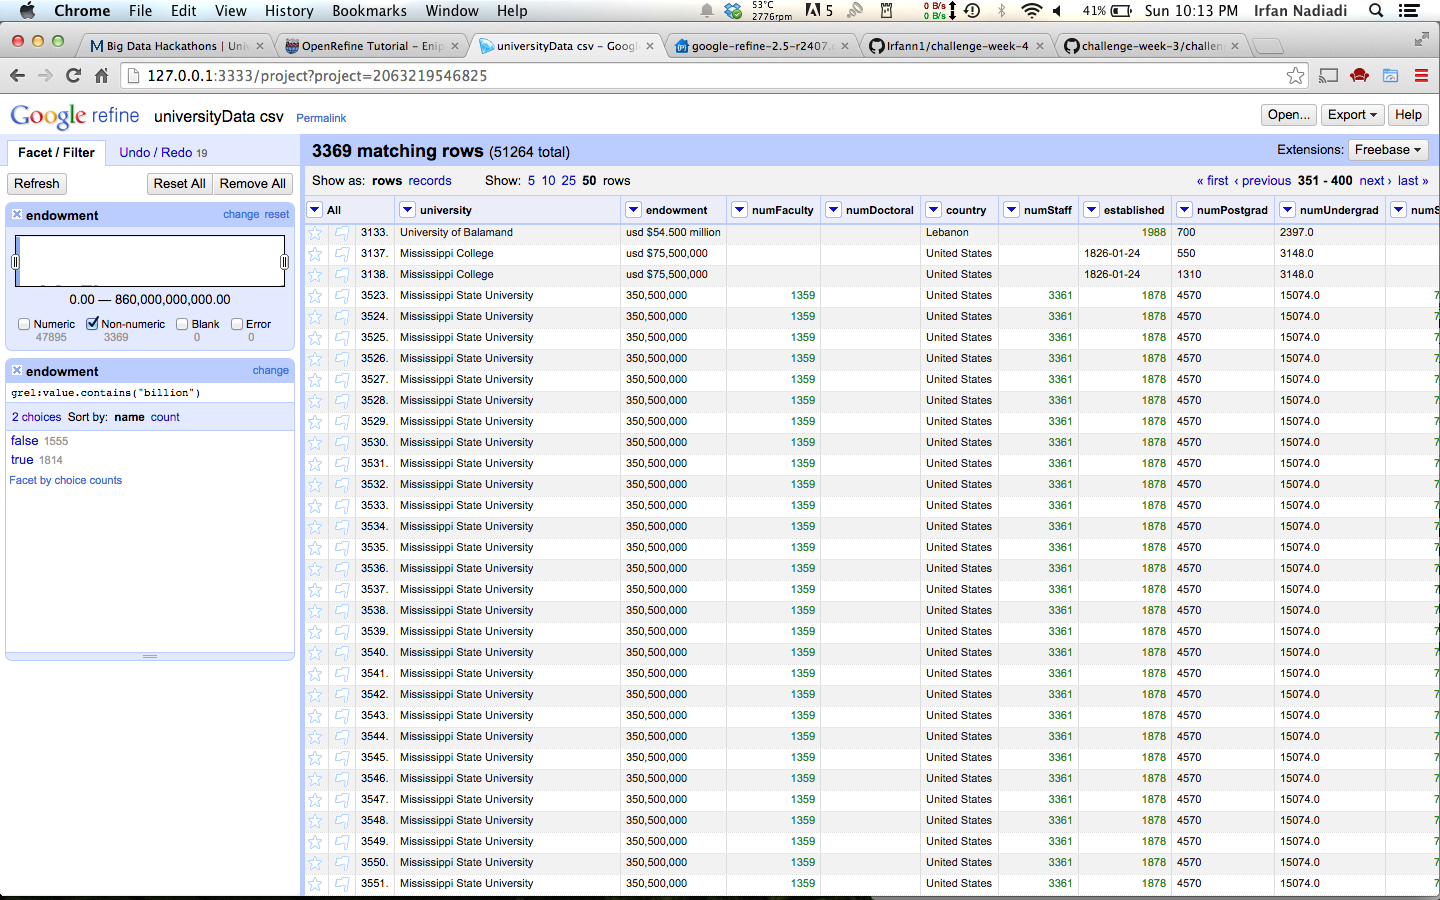 Chrome File Edit View History Bookmarks Window Help 53°C 2776rpm 5 0 B/s 0 B/s 41% Sun 10:13 PM Irfan Nadiadi
Big Data Hackathons | Uni OpenRefine Tutorial – Enip universityData csv – Goog google-refine-2.5-r2407. Irfann1/challenge-week-4 challenge-week-3/challen
127.0.0.1:3333/project?project=2063219546825
Google refine universityData csv Permalink Open... Export Help
Facet / Filter Undo / Redo 19 3369 matching rows (51264 total) Extensions: Freebase
Refresh Reset All Remove All Show as: rows records Show: 5 10 25 50 rows « first ‹ previous 351 - 400 next › last »
endowment change reset
0.00 — 860,000,000,000.00
Numeric Non-numeric Blank Error
47895 3369 0 0
endowment change
grel:value.contains("billion")
2 choices Sort by: name count
false 1555
true 1814
Facet by choice counts
All university endowment numFaculty numDoctoral country numStaff established numPostgrad numUndergrad numS
3133. University of Balamand usd $54.500 million Lebanon 1988 700 2397.0
3137. Mississippi College usd $75,500,000 United States 1826-01-24 550 3148.0
3138. Mississippi College usd $75,500,000 United States 1826-01-24 1310 3148.0
3523. Mississippi State University 350,500,000 1359 United States 3361 1878 4570 15074.0 7
3524. Mississippi State University 350,500,000 1359 United States 3361 1878 4570 15074.0 7
3525. Mississippi State University 350,500,000 1359 United States 3361 1878 4570 15074.0 7
3526. Mississippi State University 350,500,000 1359 United States 3361 1878 4570 15074.0 7
3527. Mississippi State University 350,500,000 1359 United States 3361 1878 4570 15074.0 7
3528. Mississippi State University 350,500,000 1359 United States 3361 1878 4570 15074.0 7
3529. Mississippi State University 350,500,000 1359 United States 3361 1878 4570 15074.0 7
3530. Mississippi State University 350,500,000 1359 United States 3361 1878 4570 15074.0 7
3531. Mississippi State University 350,500,000 1359 United States 3361 1878 4570 15074.0 7
3532. Mississippi State University 350,500,000 1359 United States 3361 1878 4570 15074.0 7
3533. Mississippi State University 350,500,000 1359 United States 3361 1878 4570 15074.0 7
3534. Mississippi State University 350,500,000 1359 United States 3361 1878 4570 15074.0 7
3535. Mississippi State University 350,500,000 1359 United States 3361 1878 4570 15074.0 7
3536. Mississippi State University 350,500,000 1359 United States 3361 1878 4570 15074.0 7
3537. Mississippi State University 350,500,000 1359 United States 3361 1878 4570 15074.0 7
3538. Mississippi State University 350,500,000 1359 United States 3361 1878 4570 15074.0 7
3539. Mississippi State University 350,500,000 1359 United States 3361 1878 4570 15074.0 7
3540. Mississippi State University 350,500,000 1359 United States 3361 1878 4570 15074.0 7
3541. Mississippi State University 350,500,000 1359 United States 3361 1878 4570 15074.0 7
3542. Mississippi State University 350,500,000 1359 United States 3361 1878 4570 15074.0 7
3543. Mississippi State University 350,500,000 1359 United States 3361 1878 4570 15074.0 7
3544. Mississippi State University 350,500,000 1359 United States 3361 1878 4570 15074.0 7
3545. Mississippi State University 350,500,000 1359 United States 3361 1878 4570 15074.0 7
3546. Mississippi State University 350,500,000 1359 United States 3361 1878 4570 15074.0 7
3547. Mississippi State University 350,500,000 1359 United States 3361 1878 4570 15074.0 7
3548. Mississippi State University 350,500,000 1359 United States 3361 1878 4570 15074.0 7
3549. Mississippi State University 350,500,000 1359 United States 3361 1878 4570 15074.0 7
3550. Mississippi State University 350,500,000 1359 United States 3361 1878 4570 15074.0 7
3551. Mississippi State University 350,500,000 1359 United States 3361 1878 4570 15074.0 7